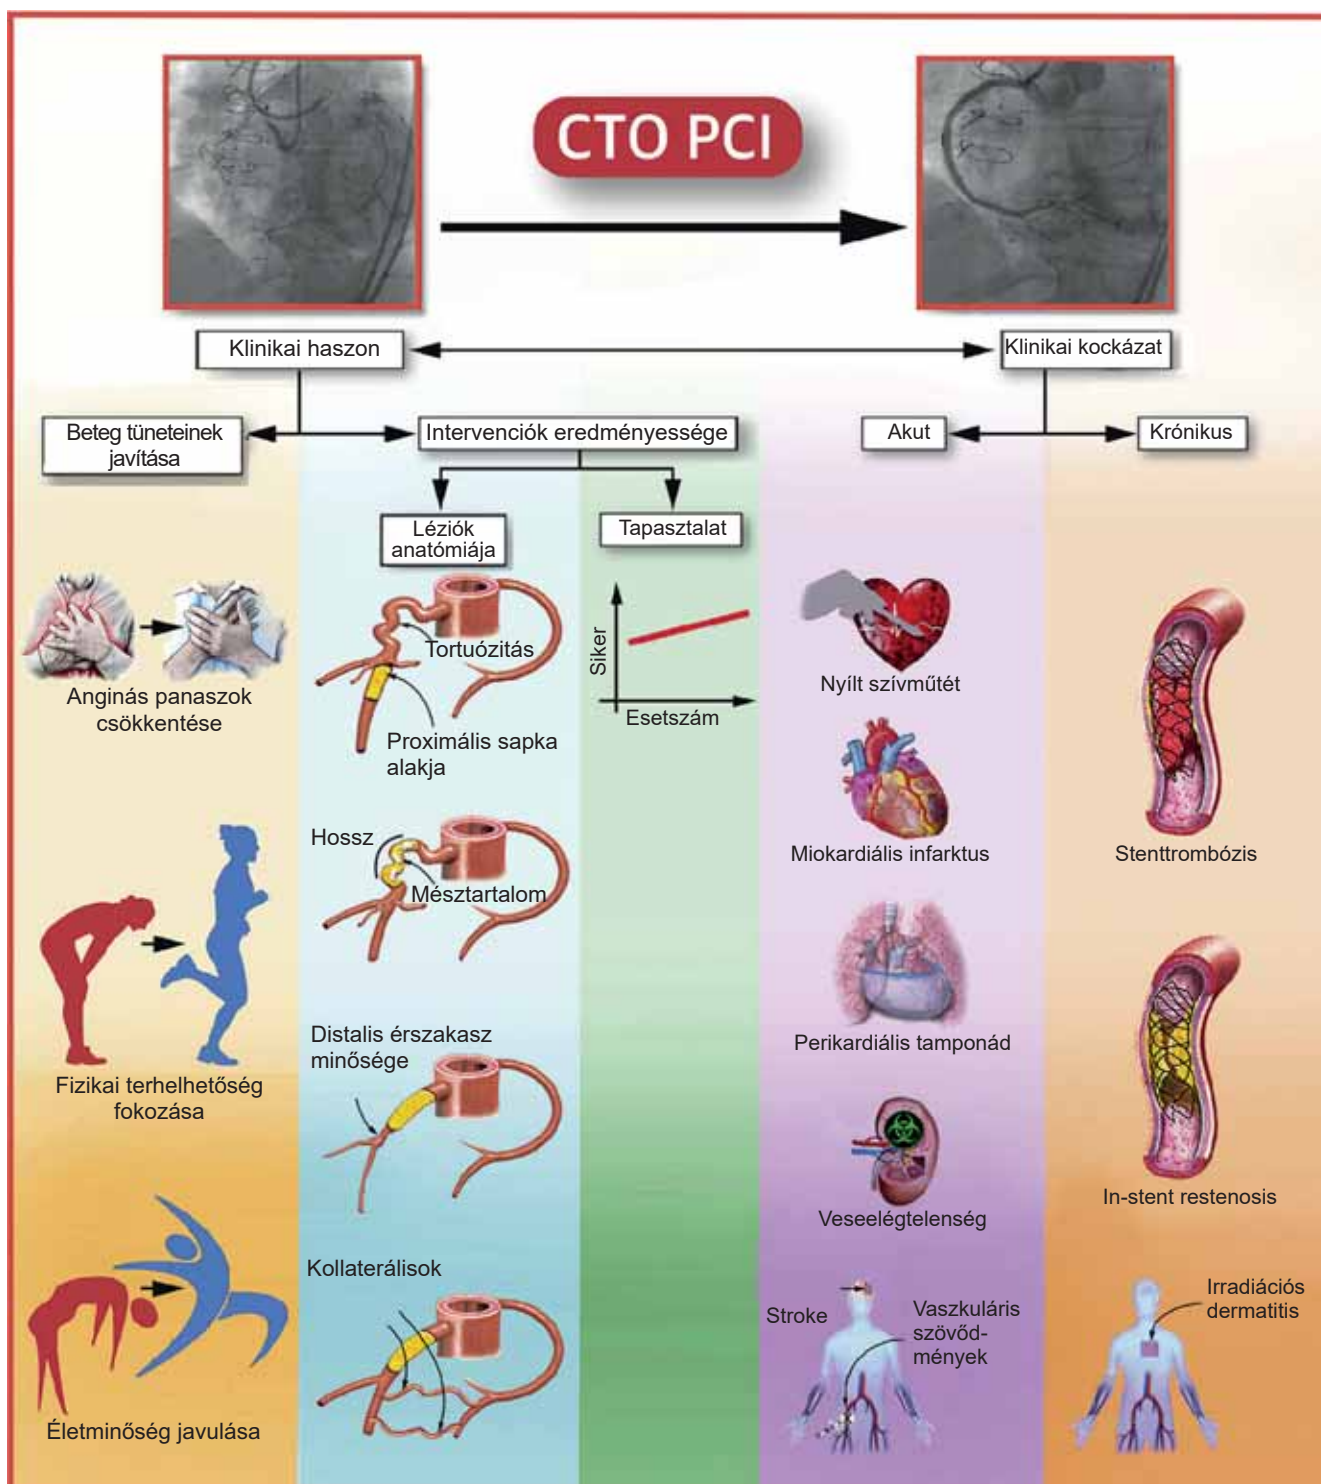 CTO PCI
Klinikai haszon
Klinikai kockázat
Beteg tüneteinek
javítása
Intervenciók eredményessége
Akut
Krónikus
Léziók
anatómiája
Tapasztalat
Anginás panaszok
csökkentése
Fizikai terhelhetőség
fokozása
Életminőség javulása
Tortuózitás
Proximális sapka
alakja
Hossz
Mésztartalom
Distalis érszakasz
minősége
Kollaterálisok
Siker
Esetszám
Nyílt szívműtét
Miokardiális infarktus
Perikardiális tamponád
Veseelégtelenség
Stroke
Vaszkuláris
szövőd-
mények
Stenttrombózis
In-stent restenosis
Irradiációs
dermatitis